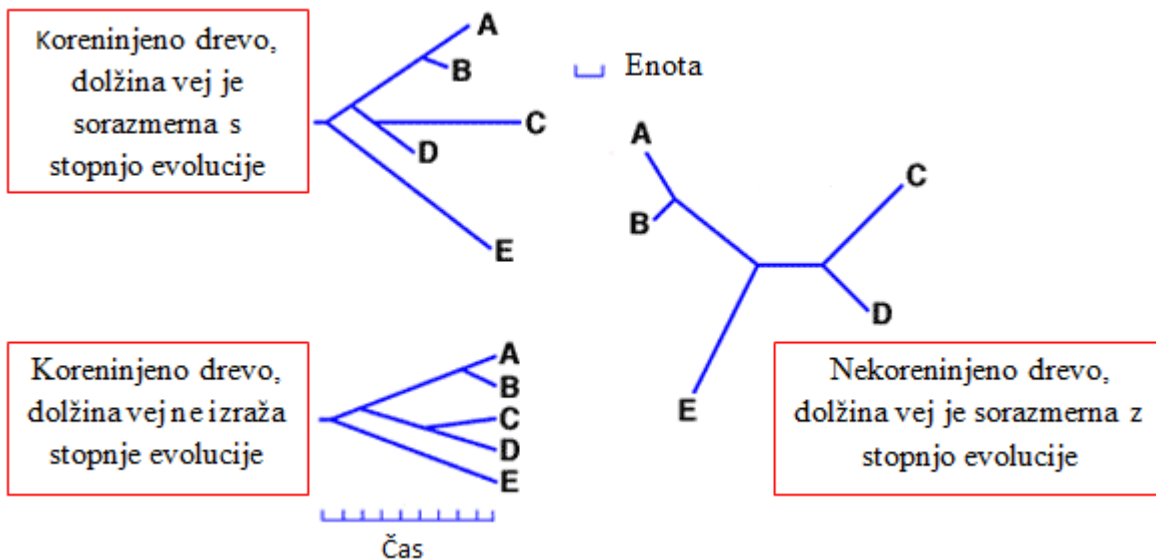 Koreninjeno drevo,
dolžina vej je
sorazmerna s
stopnjo evolucije
A
B
C
D
E
Enota
A
B
C
D
E
Koreninjeno drevo,
dolžina vej ne izraža
stopnje evolucije
A
B
C
D
E
Čas
Nekoreninjeno drevo,
dolžina vej je sorazmerna z
stopnjo evolucije